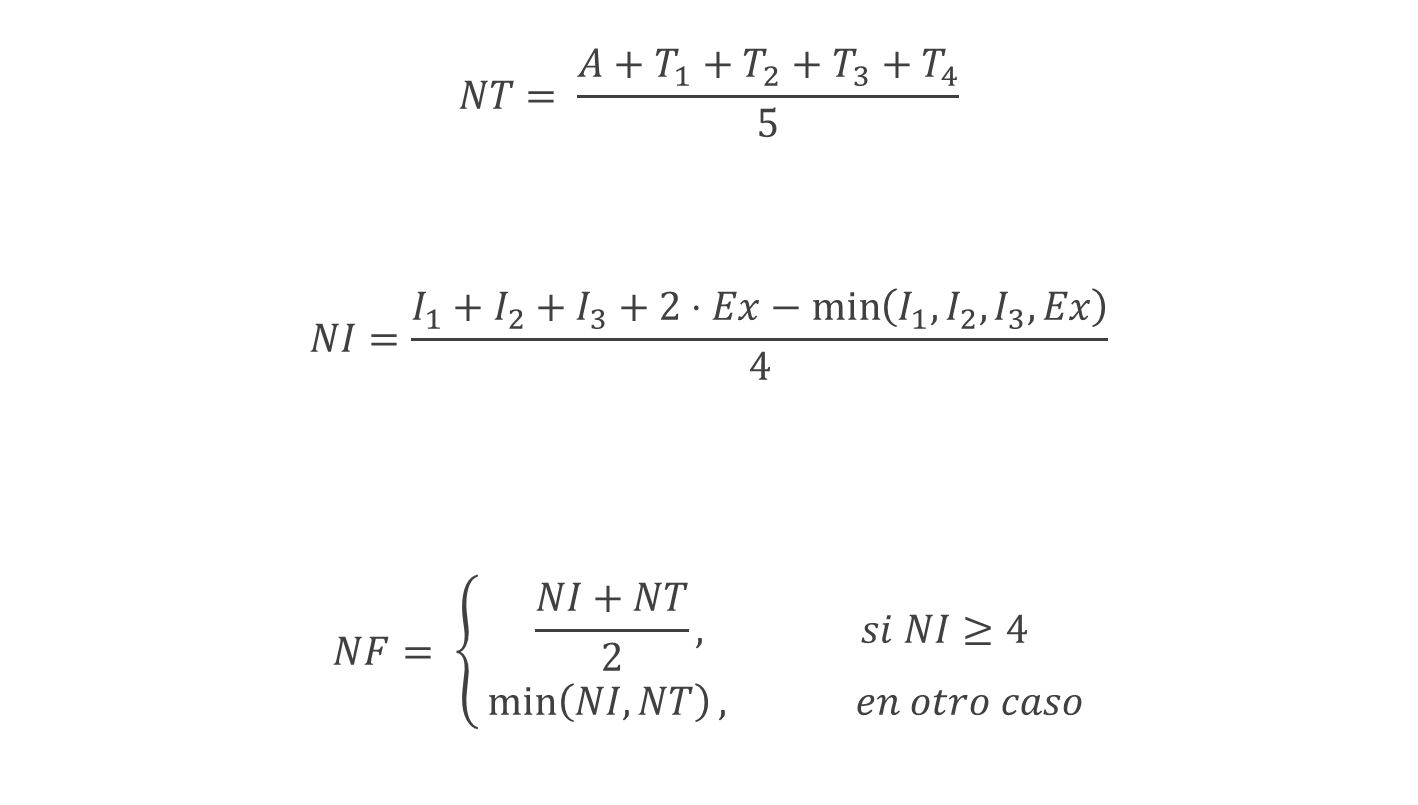 NT = (A + T₁ + T₂ + T₃ + T₄) / 5
NI = (I₁ + I₂ + I₃ + 2 · Ex − min(I₁, I₂, I₃, Ex)) / 4
NF = { (NI + NT) / 2 , si NI ≥ 4
min(NI, NT) , en otro caso